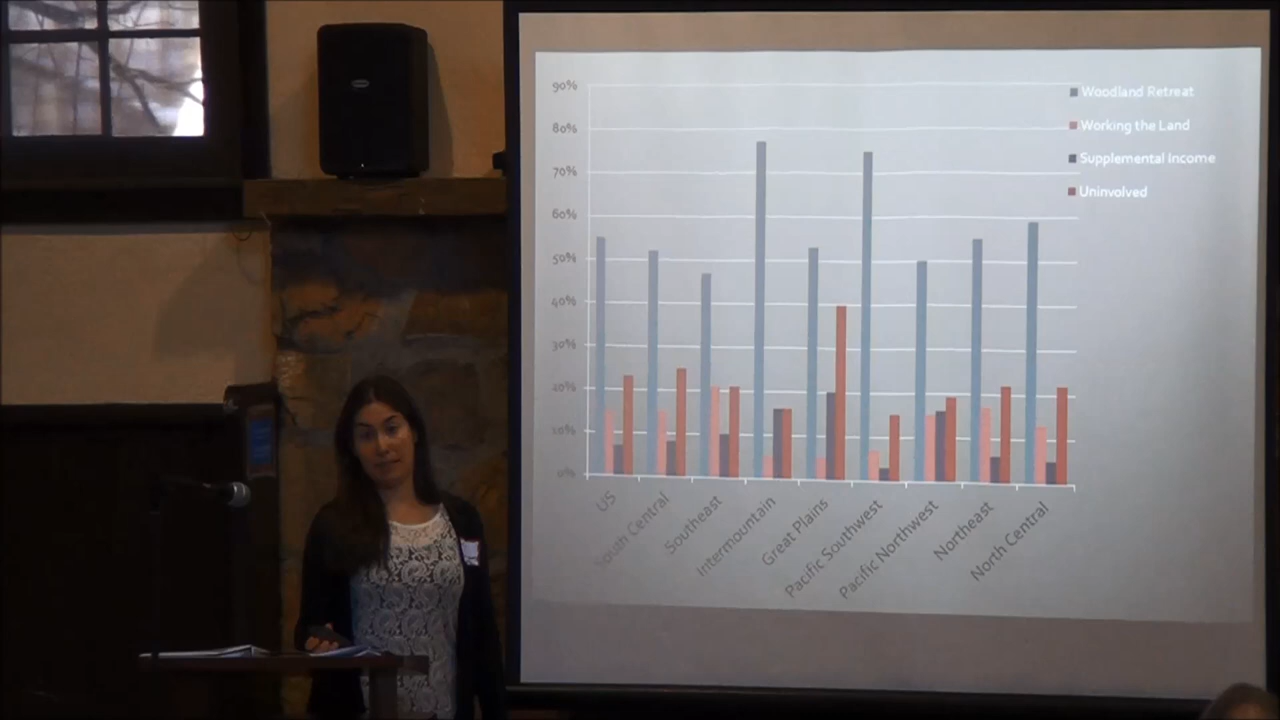 90%
80%
70%
60%
50%
40%
30%
20%
10%
0%
US
South Central
Southeast
Intermountain
Great Plains
Pacific Southwest
Pacific Northwest
Northeast
North Central
Woodland Retreat
Working the Land
Supplemental Income
Uninvolved